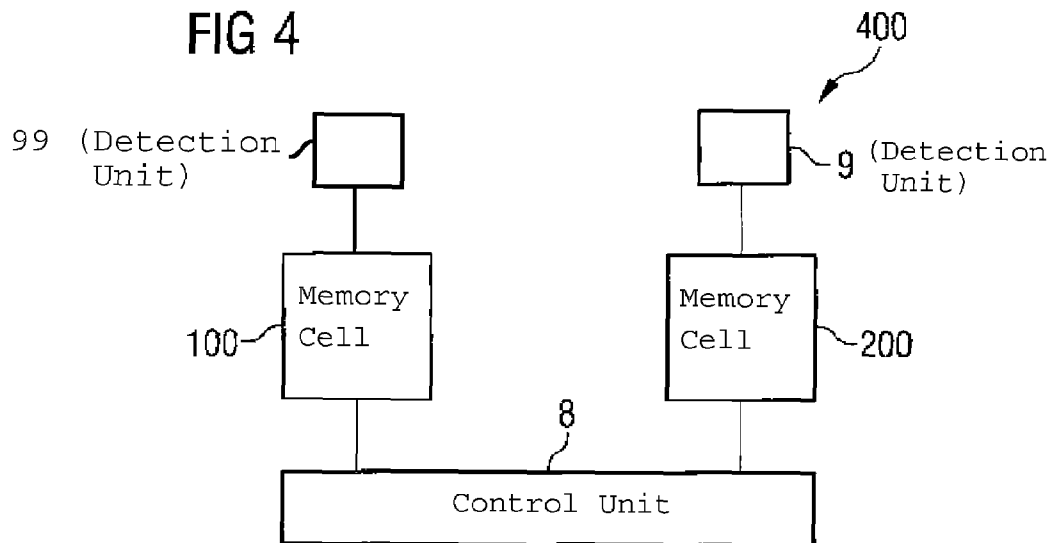 FIG 4
400
99 (Detection
Unit)
9 (Detection
Unit)
Memory
Cell
100
Memory
Cell
200
8
Control Unit